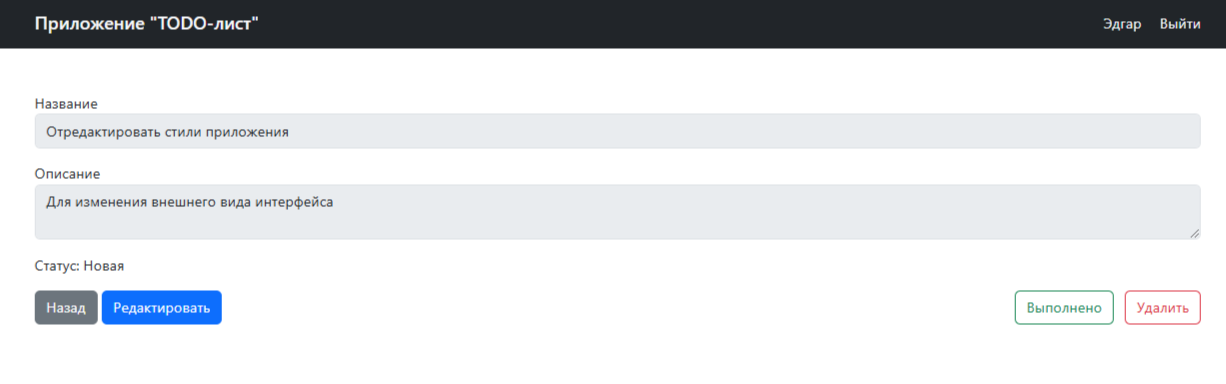 Приложение "TODO-лист"
Эдгар Выйти
Название
Отредактировать стили приложения
Описание
Для изменения внешнего вида интерфейса
Статус: Новая
Назад Редактировать Выполнено Удалить